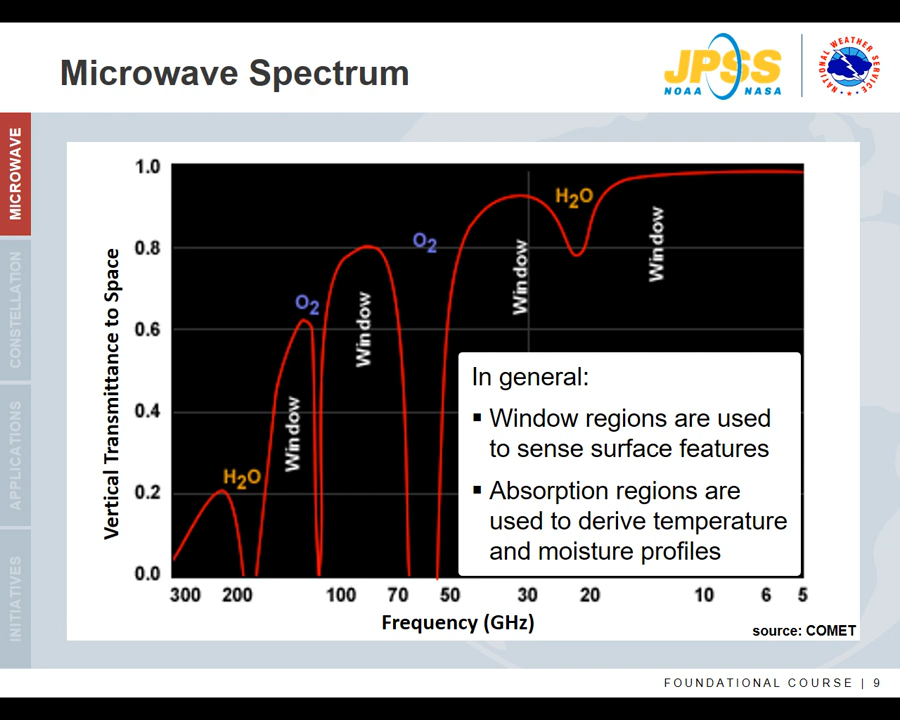 Microwave Spectrum
JPSS
NOAA NASA
NATIONAL WEATHER SERVICE
MICROWAVE
CONSTELLATION
APPLICATIONS
INITIATIVES
Vertical Transmittance to Space
1.0
0.8
0.6
0.4
0.2
0.0
H2O
Window
O2
Window
O2
Window
H2O
Window
In general:
▪ Window regions are used
to sense surface features
▪ Absorption regions are
used to derive temperature
and moisture profiles
300 200 100 70 50 30 20 10 6 5
Frequency (GHz)
source: COMET
FOUNDATIONAL COURSE | 9